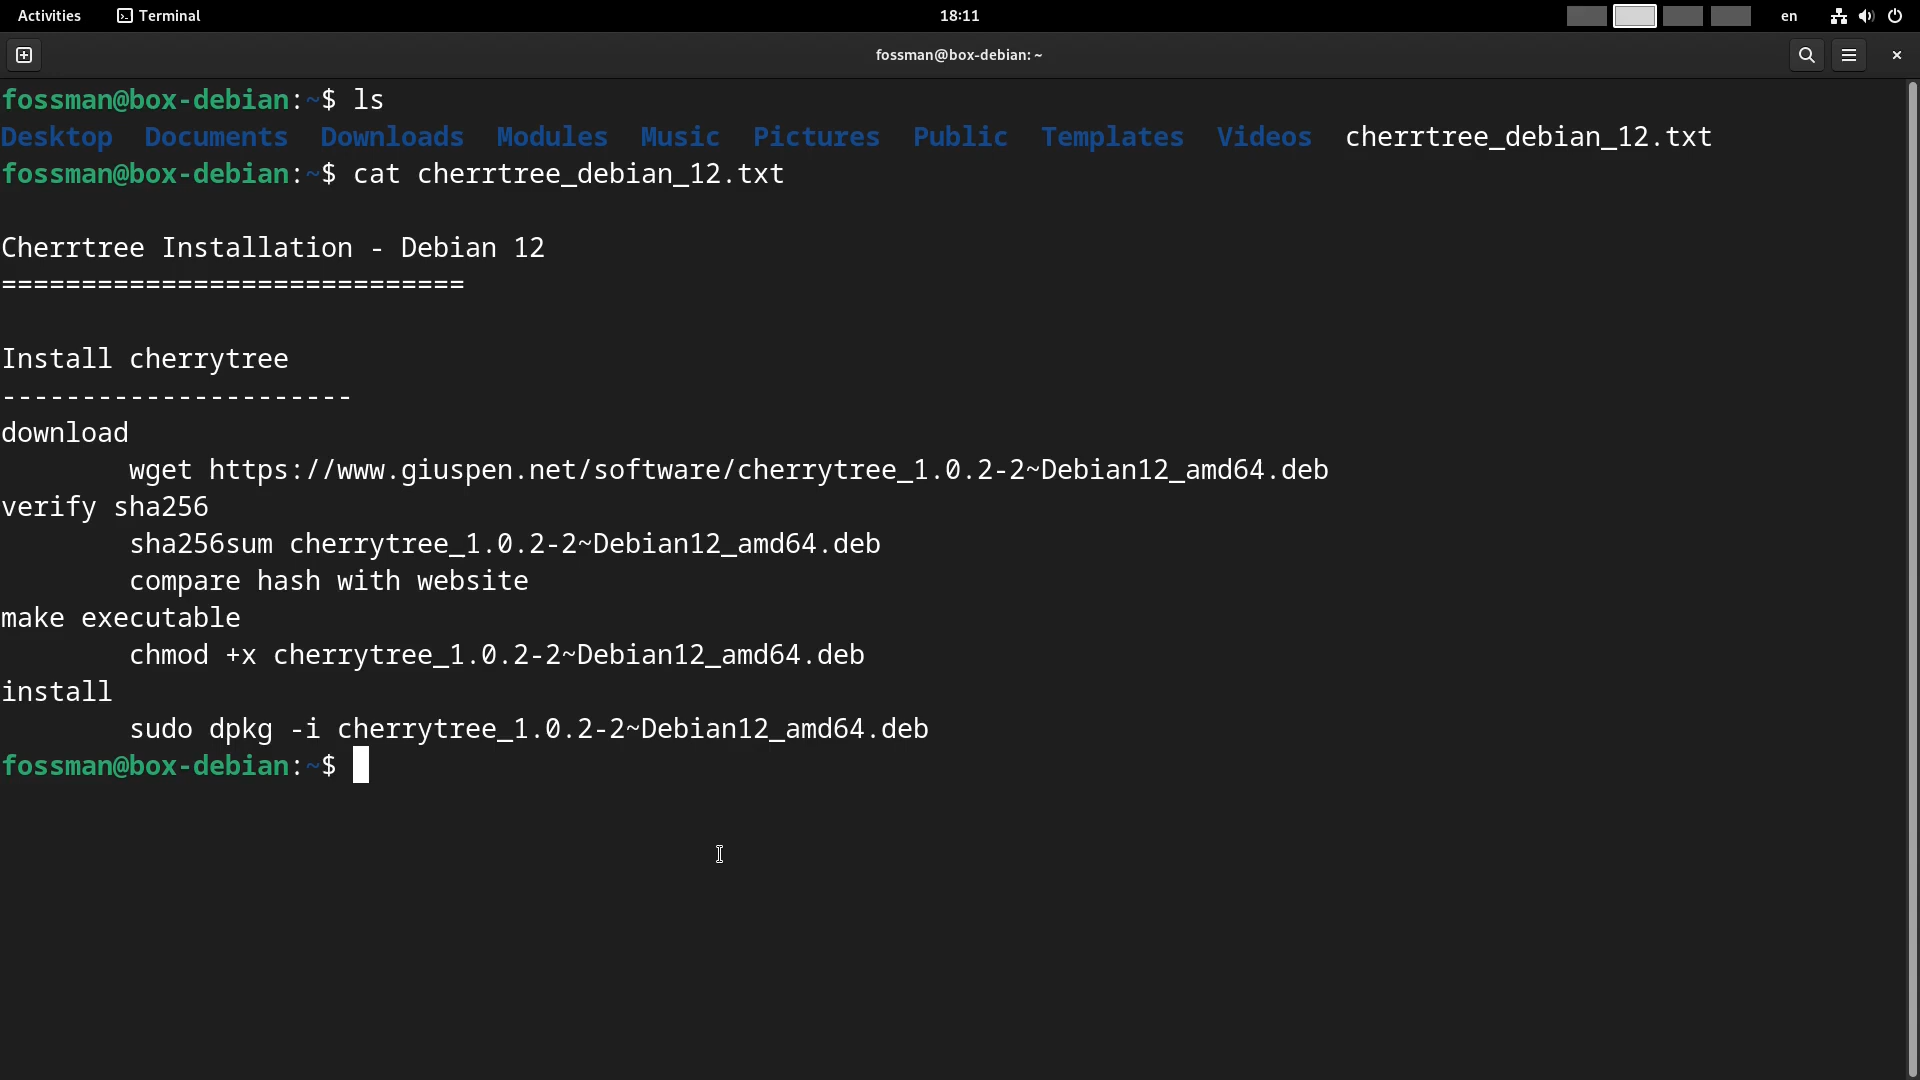 Activities Terminal 18:11 en
fossman@box-debian: ~
fossman@box-debian:~$ ls
Desktop Documents Downloads Modules Music Pictures Public Templates Videos cherrtree_debian_12.txt
fossman@box-debian:~$ cat cherrtree_debian_12.txt
Cherrtree Installation - Debian 12
=============================
Install cherrytree
----------------------
download
wget https://www.giuspen.net/software/cherrytree_1.0.2-2~Debian12_amd64.deb
verify sha256
sha256sum cherrytree_1.0.2-2~Debian12_amd64.deb
compare hash with website
make executable
chmod +x cherrytree_1.0.2-2~Debian12_amd64.deb
install
sudo dpkg -i cherrytree_1.0.2-2~Debian12_amd64.deb
fossman@box-debian:~$